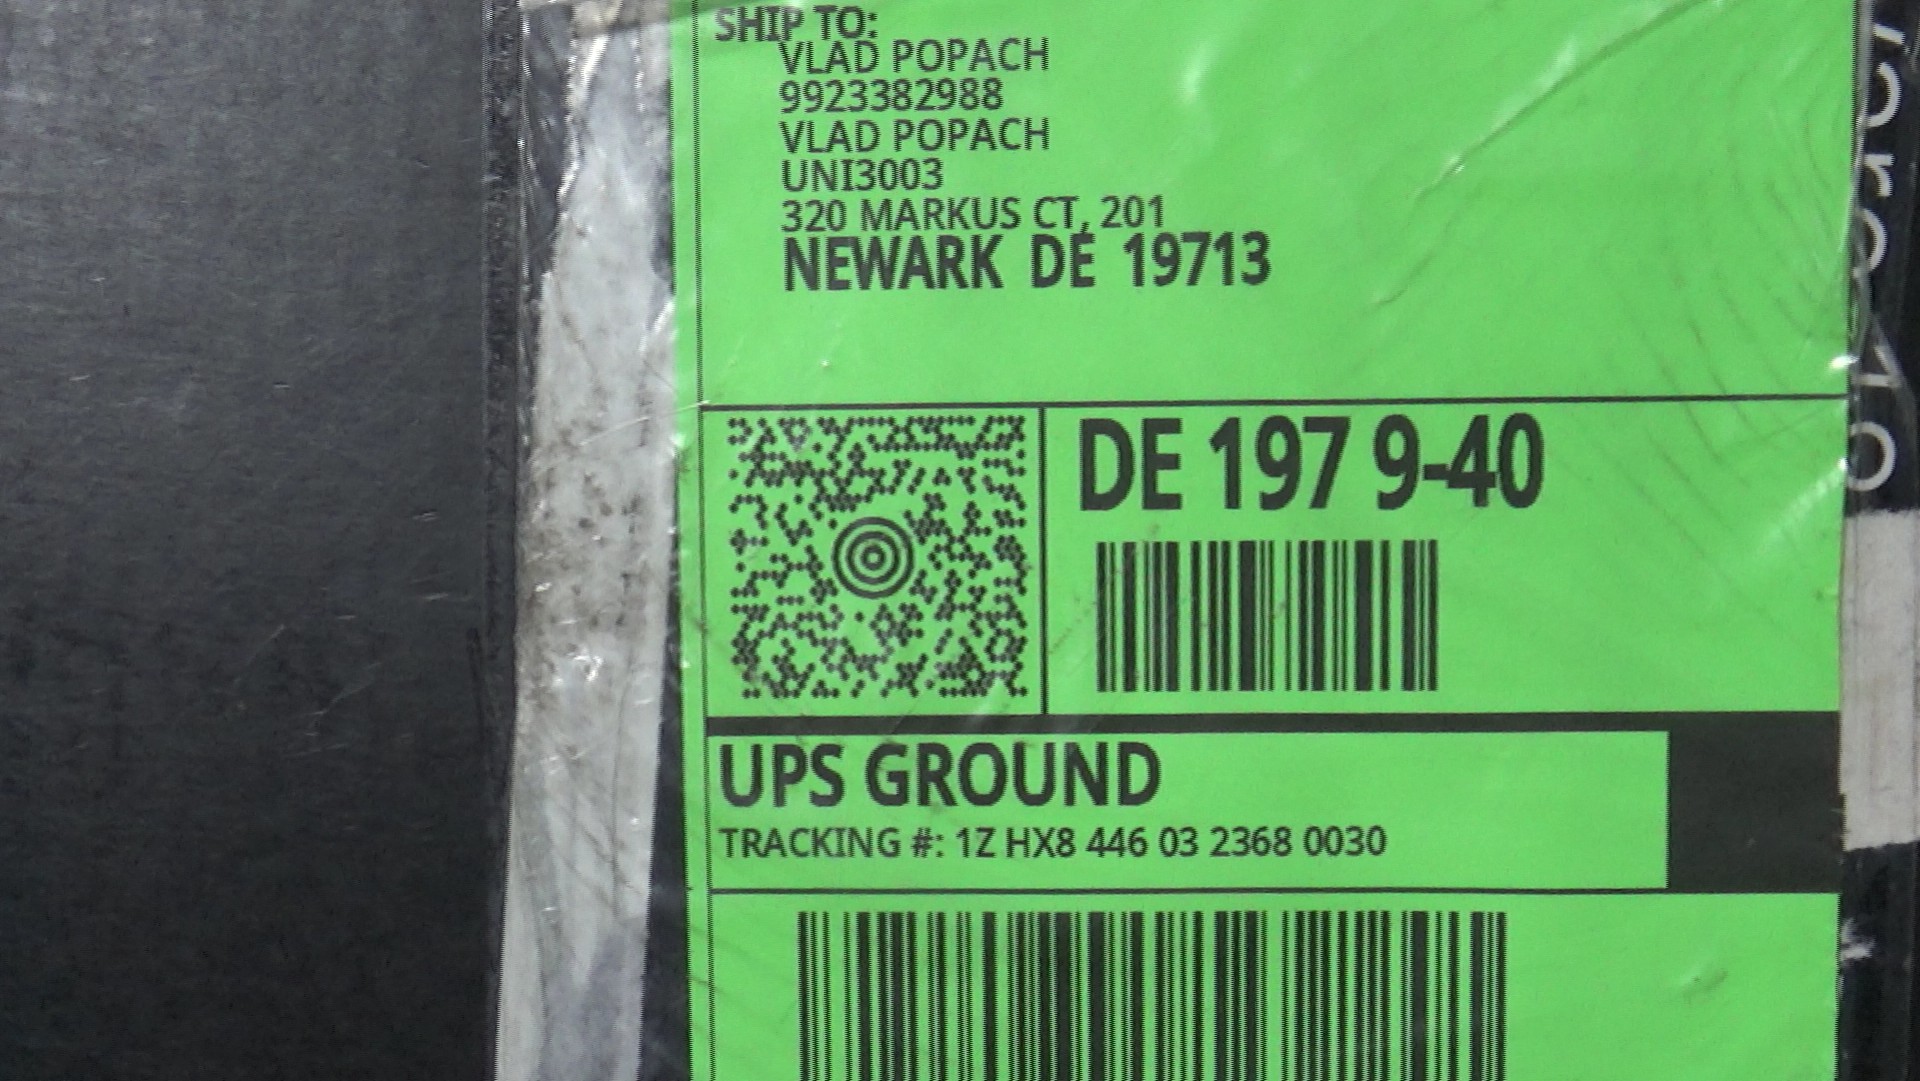 SHIP TO:
VLAD POPACH
9923382988
VLAD POPACH
UNI3003
320 MARKUS CT, 201
NEWARK DE 19713
DE 197 9-40
UPS GROUND
TRACKING #: 1Z HX8 446 03 2368 0030